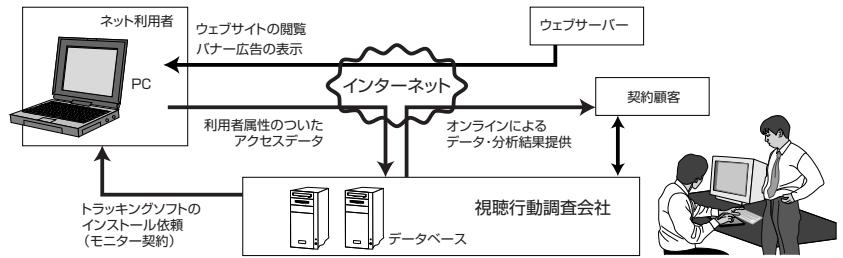 ネット利用者
PC
ウェブサイトの閲覧
バナー広告の表示
ウェブサーバー
インターネット
契約顧客
利用者属性のついた
アクセスデータ
オンラインによる
データ・分析結果提供
トラッキングソフトの
インストール依頼
（モニター契約）
データベース
視聴行動調査会社